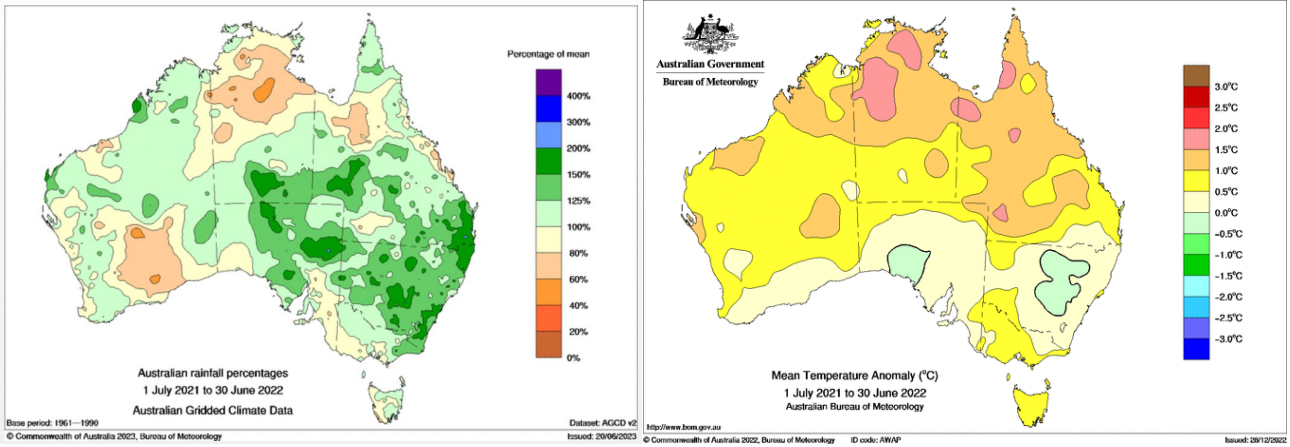 Percentage of mean
400%
300%
200%
150%
125%
100%
80%
60%
40%
20%
0%
Australian rainfall percentages
1 July 2021 to 30 June 2022
Australian Gridded Climate Data
Base period: 1961—1990
Dataset: AGCD v2
© Commonwealth of Australia 2023, Bureau of Meteorology
Issued: 20/06/2023
Australian Government
Bureau of Meteorology
3.0°C
2.5°C
2.0°C
1.5°C
1.0°C
0.5°C
0.0°C
-0.5°C
-1.0°C
-1.5°C
-2.0°C
-2.5°C
-3.0°C
Mean Temperature Anomaly (°C)
1 July 2021 to 30 June 2022
Australian Bureau of Meteorology
http://www.bom.gov.au
© Commonwealth of Australia 2022, Bureau of Meteorology
ID code: AWAP
Issued: 28/12/2022